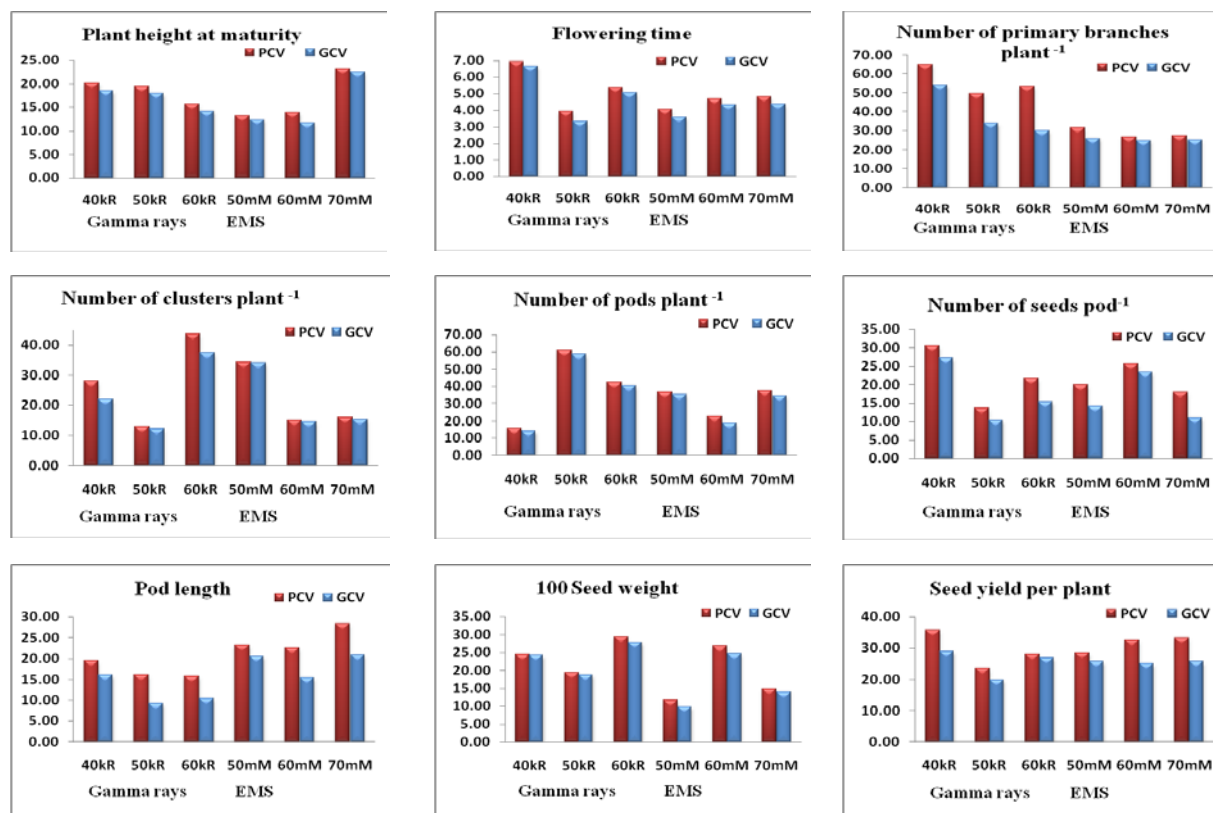 Plant height at maturity
PCV GCV
25.00
20.00
15.00
10.00
5.00
0.00
40kR 50kR 60kR 50mM 60mM 70mM
Gamma rays EMS
Flowering time
PCV GCV
7.00
6.00
5.00
4.00
3.00
2.00
1.00
0.00
40kR 50kR 60kR 50mM 60mM 70mM
Gamma rays EMS
Number of primary branches
plant -1
PCV GCV
70.00
60.00
50.00
40.00
30.00
20.00
10.00
0.00
40kR 50kR 60kR 50mM 60mM 70mM
Gamma rays EMS
Number of clusters plant -1
PCV GCV
40.00
30.00
20.00
10.00
0.00
40kR 50kR 60kR 50mM 60mM 70mM
Gamma rays EMS
Number of pods plant -1
PCV GCV
70.00
60.00
50.00
40.00
30.00
20.00
10.00
0.00
40kR 50kR 60kR 50mM 60mM 70mM
Gamma rays EMS
Number of seeds pod-1
PCV GCV
35.00
30.00
25.00
20.00
15.00
10.00
5.00
0.00
40kR 50kR 60kR 50mM 60mM 70mM
Gamma rays EMS
Pod length
PCV GCV
30.00
25.00
20.00
15.00
10.00
5.00
0.00
40kR 50kR 60kR 50mM 60mM 70mM
Gamma rays EMS
100 Seed weight
PCV GCV
35.00
30.00
25.00
20.00
15.00
10.00
5.00
0.00
40kR 50kR 60kR 50mM 60mM 70mM
Gamma rays EMS
Seed yield per plant
PCV GCV
40.00
30.00
20.00
10.00
0.00
40kR 50kR 60kR 50mM 60mM 70mM
Gamma rays EMS